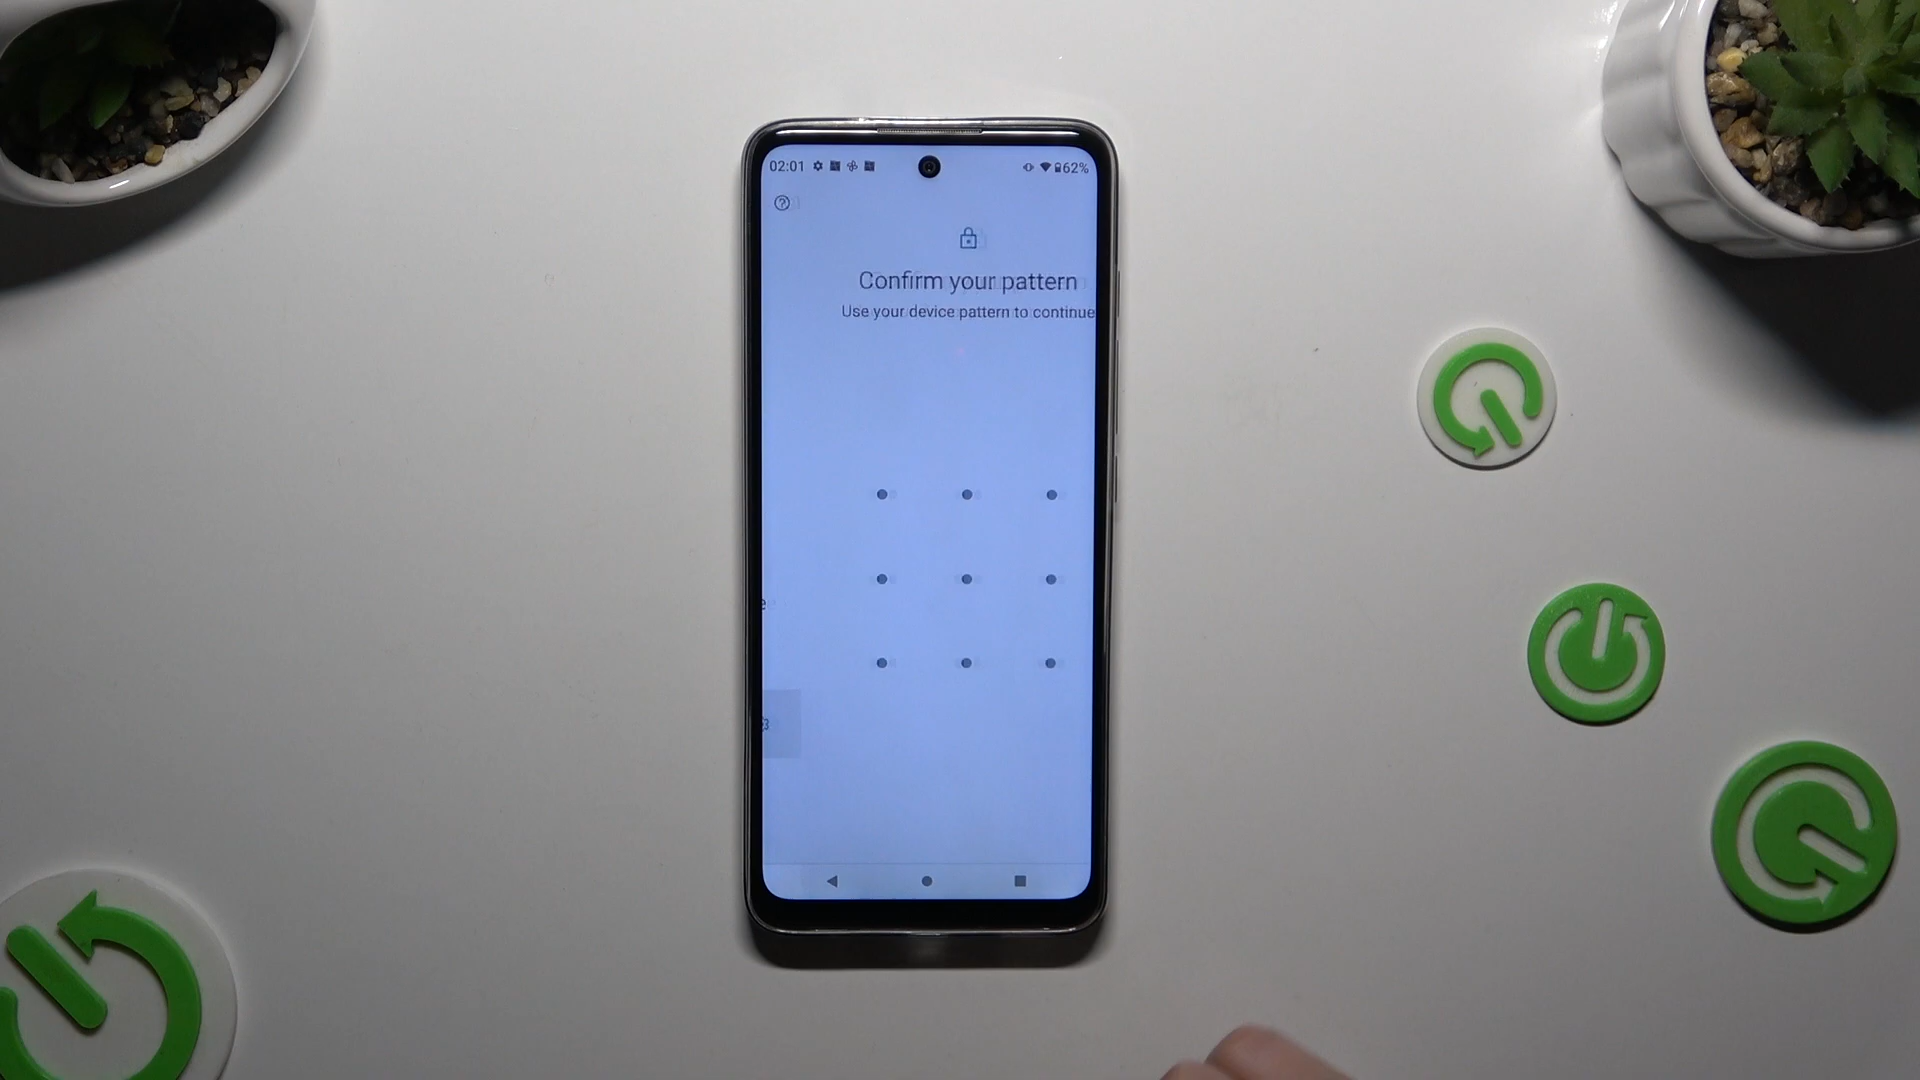 02:01 62%
Confirm your pattern
Use your device pattern to continue